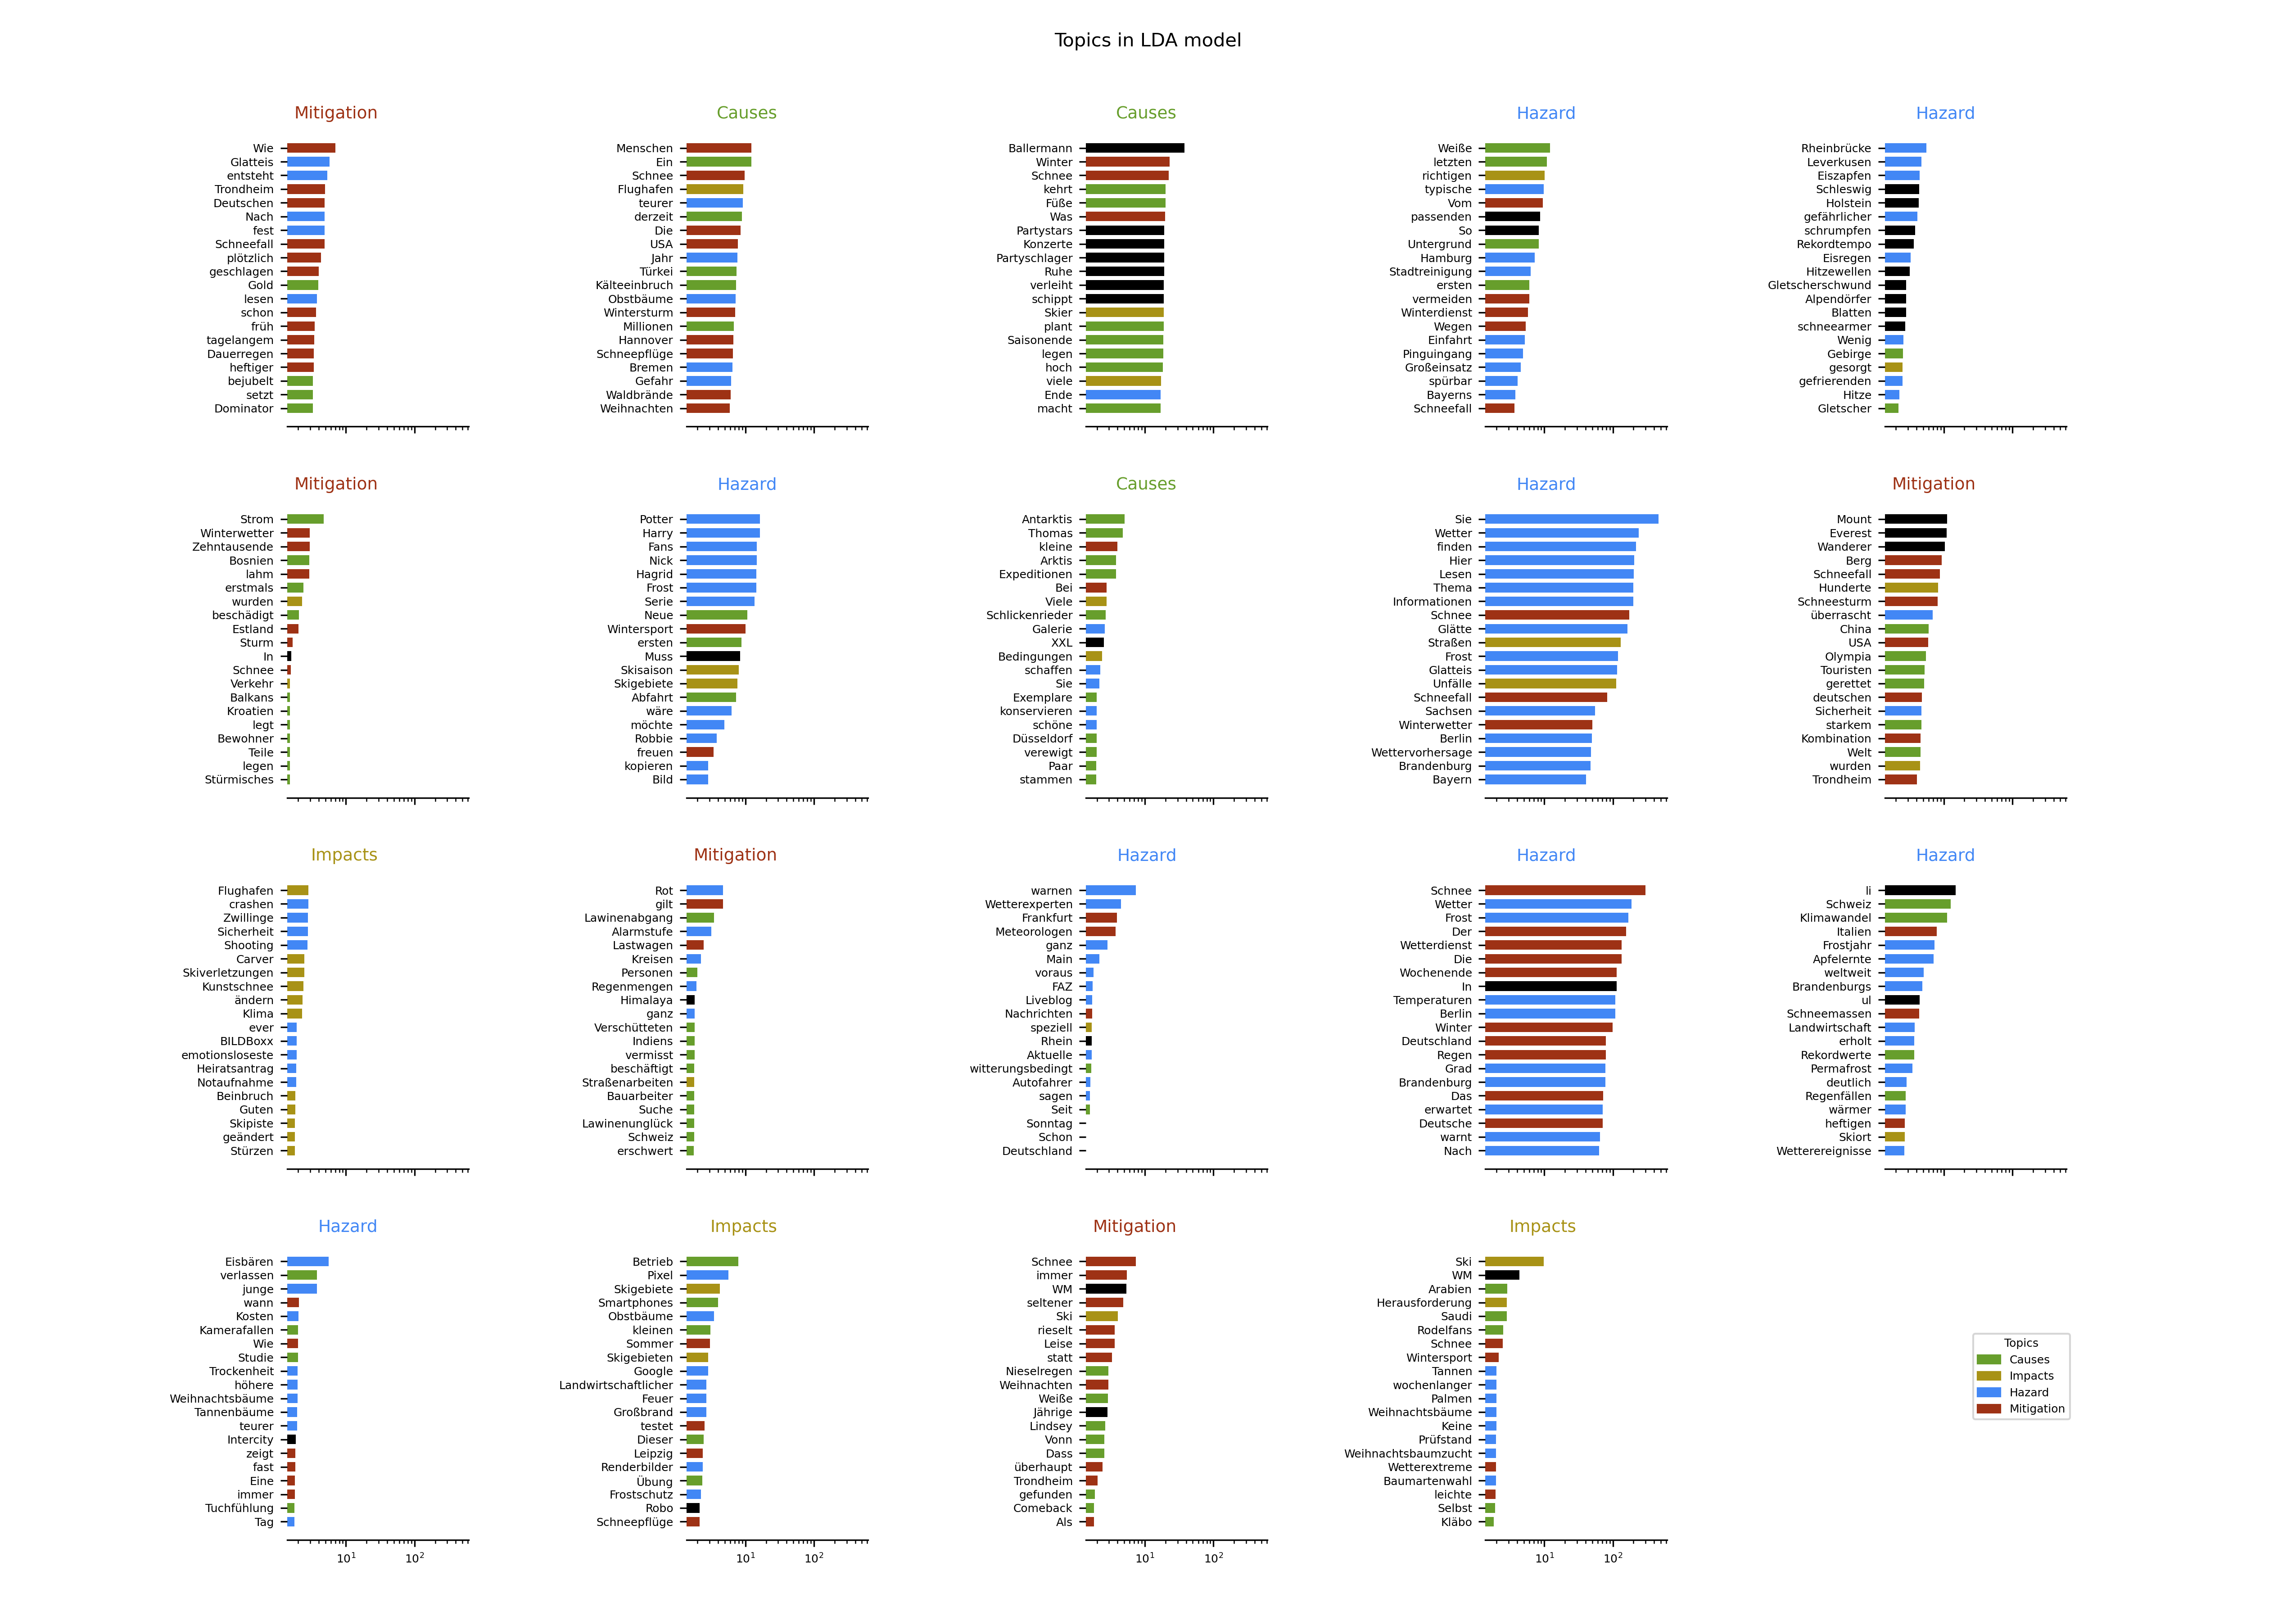 Topics in LDA model
Mitigation
Wie
Glatteis
entsteht
Trondheim
Deutschen
Nach
fest
Schneefall
plötzlich
geschlagen
Gold
lesen
schon
früh
tagelangem
Dauerregen
heftiger
bejubelt
setzt
Dominator
Causes
Menschen
Ein
Schnee
Flughafen
teurer
derzeit
Die
USA
Jahr
Türkei
Kälteeinbruch
Obstbäume
Wintersturm
Millionen
Hannover
Schneepflüge
Bremen
Gefahr
Waldbrände
Weihnachten
Causes
Ballermann
Winter
Schnee
kehrt
Füße
Was
Partystars
Konzerte
Partyschlager
Ruhe
verleiht
schippt
Skier
plant
Saisonende
legen
hoch
viele
Ende
macht
Hazard
Weiße
letzten
richtigen
typische
Vom
passenden
So
Untergrund
Hamburg
Stadtreinigung
ersten
vermeiden
Winterdienst
Wegen
Einfahrt
Pinguingang
Großeinsatz
spürbar
Bayerns
Schneefall
Hazard
Rheinbrücke
Leverkusen
Eiszapfen
Schleswig
Holstein
gefährlicher
schrumpfen
Rekordtempo
Eisregen
Hitzewellen
Gletscherschwund
Alpendörfer
Blatten
schneearmer
Wenig
Gebirge
gesorgt
gefrierenden
Hitze
Gletscher
Mitigation
Strom
Winterwetter
Zehntausende
Bosnien
lahm
erstmals
wurden
beschädigt
Estland
Sturm
In
Schnee
Verkehr
Balkans
Kroatien
legt
Bewohner
Teile
legen
Stürmisches
Hazard
Potter
Harry
Fans
Nick
Hagrid
Frost
Serie
Neue
Wintersport
ersten
Muss
Skisaison
Skigebiete
Abfahrt
wäre
möchte
Robbie
freuen
kopieren
Bild
Causes
Antarktis
Thomas
kleine
Arktis
Expeditionen
Bei
Viele
Schlickenrieder
Galerie
XXL
Bedingungen
schaffen
Sie
Exemplare
konservieren
schöne
Düsseldorf
verewigt
Paar
stammen
Hazard
Sie
Wetter
finden
Hier
Lesen
Thema
Informationen
Schnee
Glätte
Straßen
Frost
Glatteis
Unfälle
Schneefall
Sachsen
Winterwetter
Berlin
Wettervorhersage
Brandenburg
Bayern
Mitigation
Mount
Everest
Wanderer
Berg
Schneefall
Hunderte
Schneesturm
überrascht
China
USA
Olympia
Touristen
gerettet
deutschen
Sicherheit
starkem
Kombination
Welt
wurden
Trondheim
Impacts
Flughafen
crashen
Zwillinge
Sicherheit
Shooting
Carver
Skiverletzungen
Kunstschnee
ändern
Klima
ever
BILDBoxx
emotionsloseste
Heiratsantrag
Notaufnahme
Beinbruch
Guten
Skipiste
geändert
Stürzen
Mitigation
Rot
gilt
Lawinenabgang
Alarmstufe
Lastwagen
Kreisen
Personen
Regenmengen
Himalaya
ganz
Verschütteten
Indiens
vermisst
beschäftigt
Straßenarbeiten
Bauarbeiter
Suche
Lawinenunglück
Schweiz
erschwert
Hazard
warnen
Wetterexperten
Frankfurt
Meteorologen
ganz
Main
voraus
FAZ
Liveblog
Nachrichten
speziell
Rhein
Aktuelle
witterungsbedingt
Autofahrer
sagen
Seit
Sonntag
Schon
Deutschland
Hazard
Schnee
Wetter
Frost
Der
Wetterdienst
Die
Wochenende
In
Temperaturen
Berlin
Winter
Deutschland
Regen
Grad
Brandenburg
Das
erwartet
Deutsche
warnt
Nach
Hazard
li
Schweiz
Klimawandel
Italien
Frostjahr
Apfelernte
weltweit
Brandenburgs
ul
Schneemassen
Landwirtschaft
erholt
Rekordwerte
Permafrost
deutlich
Regenfällen
wärmer
heftigen
Skiort
Wetterereignisse
Hazard
Eisbären
verlassen
junge
wann
Kosten
Kamerafallen
Wie
Studie
Trockenheit
höhere
Weihnachtsbäume
Tannenbäume
teurer
Intercity
zeigt
fast
Eine
immer
Tuchfühlung
Tag
10¹ 10²
Impacts
Betrieb
Pixel
Skigebiete
Smartphones
Obstbäume
kleinen
Sommer
Skigebieten
Google
Landwirtschaftlicher
Feuer
Großbrand
testet
Dieser
Leipzig
Renderbilder
Übung
Frostschutz
Robo
Schneepflüge
10¹ 10²
Mitigation
Schnee
immer
WM
seltener
Ski
rieselt
Leise
statt
Nieselregen
Weihnachten
Weiße
Jährige
Lindsey
Vonn
Dass
überhaupt
Trondheim
gefunden
Comeback
Als
10¹ 10²
Impacts
Ski
WM
Arabien
Herausforderung
Saudi
Rodelfans
Schnee
Wintersport
Tannen
wochenlanger
Palmen
Weihnachtsbäume
Keine
Prüfstand
Weihnachtsbaumzucht
Wetterextreme
Baumartenwahl
leichte
Selbst
Kläbo
10¹ 10²
Topics
Causes
Impacts
Hazard
Mitigation